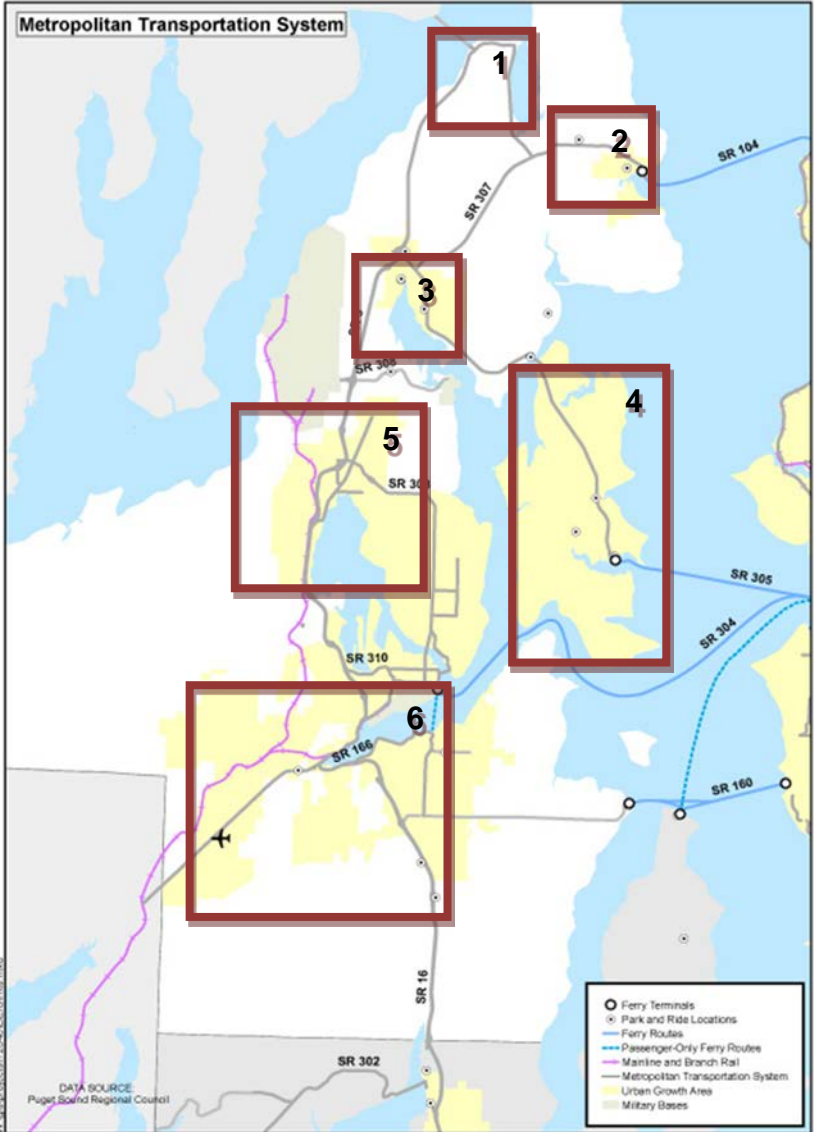 Metropolitan Transportation System
1
2
SR 104
SR 307
3
SR 308
4
5
SR 303
SR 305
SR 304
SR 310
6
SR 166
SR 160
SR 16
Ferry Terminals
Park and Ride Locations
Ferry Routes
Passenger-Only Ferry Routes
Mainline and Branch Rail
Metropolitan Transportation System
Urban Growth Area
Military Bases
SR 302
DATA SOURCE:
Puget Sound Regional Council